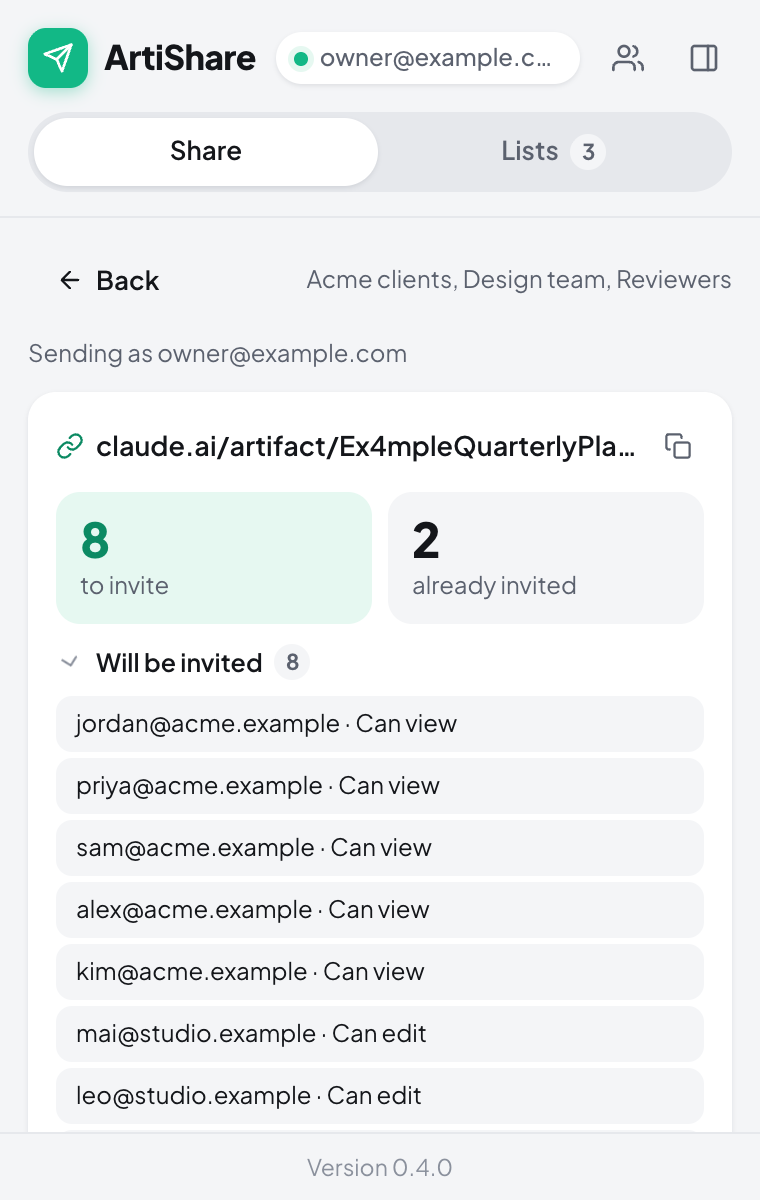 ArtiShare
owner@example.c...
Share
Lists 3
Back
Acme clients, Design team, Reviewers
Sending as owner@example.com
claude.ai/artifact/Ex4mpleQuarterlyPla...
8
to invite
2
already invited
Will be invited 8
jordan@acme.example · Can view
priya@acme.example · Can view
sam@acme.example · Can view
alex@acme.example · Can view
kim@acme.example · Can view
mai@studio.example · Can edit
leo@studio.example · Can edit
Version 0.4.0